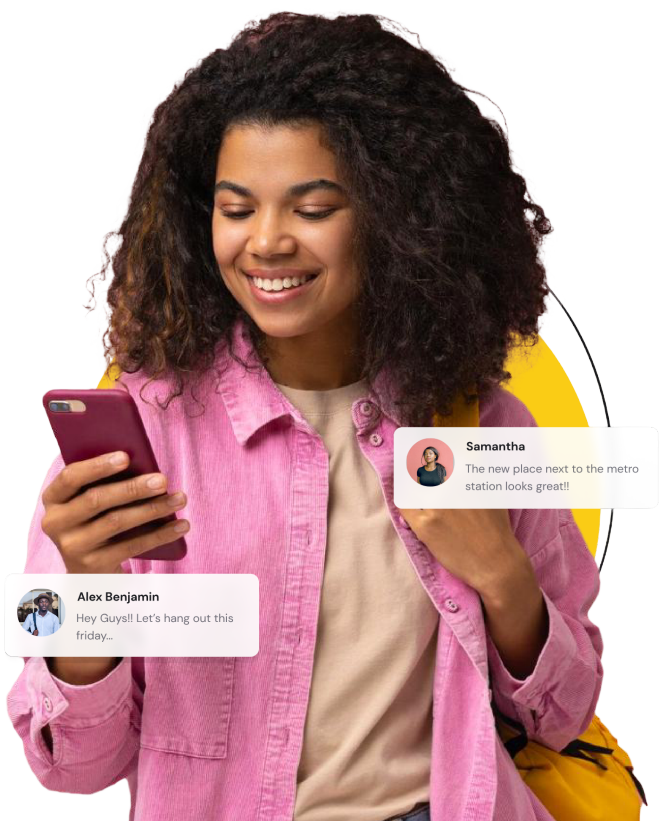 Samantha
The new place next to the metro
station looks great!!
Alex Benjamin
Hey Guys!! Let's hang out this
friday...